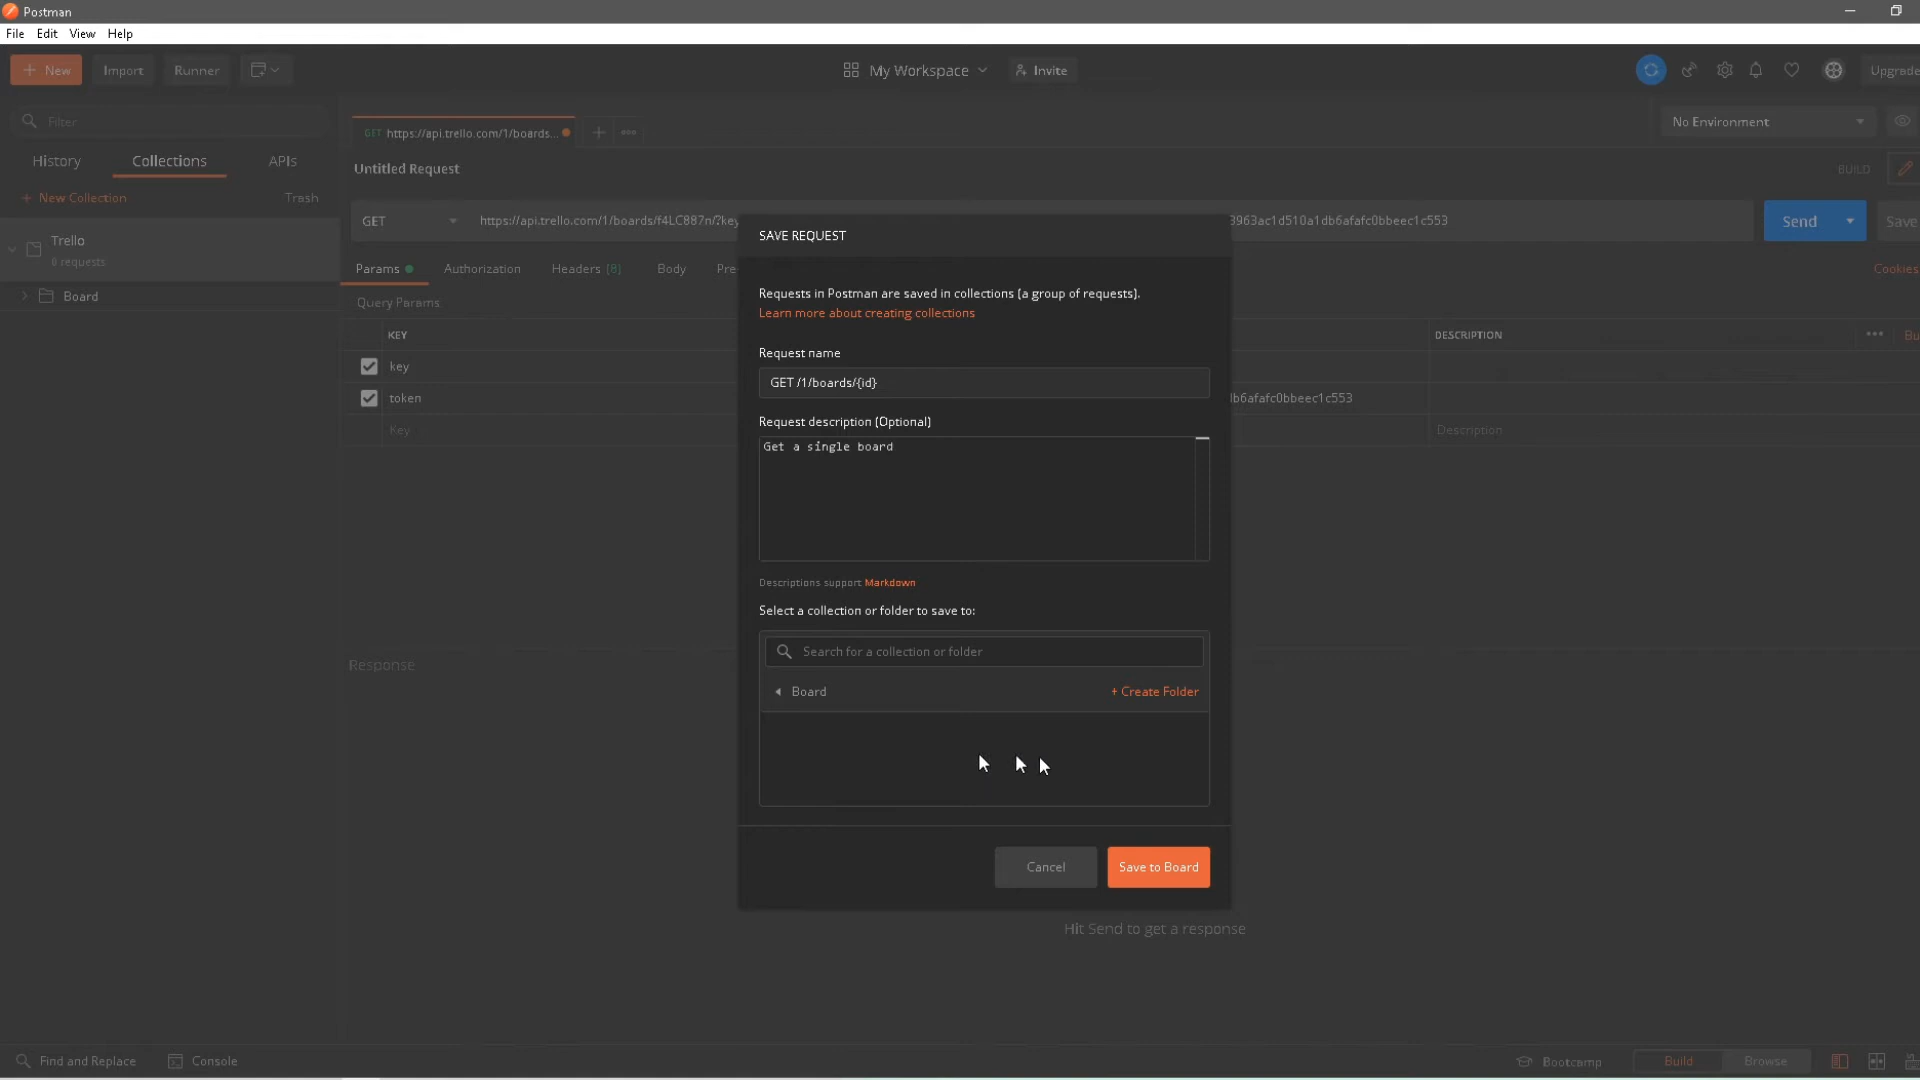 Postman
File Edit View Help
New Import Runner My Workspace Invite Upgrade
Filter
GET https://api.trello.com/1/boards...
No Environment
History Collections APIs
Untitled Request
BUILD
+ New Collection Trash
GET https://api.trello.com/1/boards/f4LC887n/?key 3963ac1d510a1db6afafc0bbeec1c553 Send Save
Trello
0 requests
Board
Params Authorization Headers (8) Body Pre Cookies
Query Params
KEY DESCRIPTION Bu
key
token b6afafc0bbeec1c553
Key Description
Response
SAVE REQUEST
Requests in Postman are saved in collections (a group of requests).
Learn more about creating collections
Request name
GET /1/boards/{id}
Request description (Optional)
Get a single board
Descriptions support Markdown
Select a collection or folder to save to:
Search for a collection or folder
Board + Create Folder
Cancel Save to Board
Hit Send to get a response
Find and Replace Console Bootcamp Build Browse